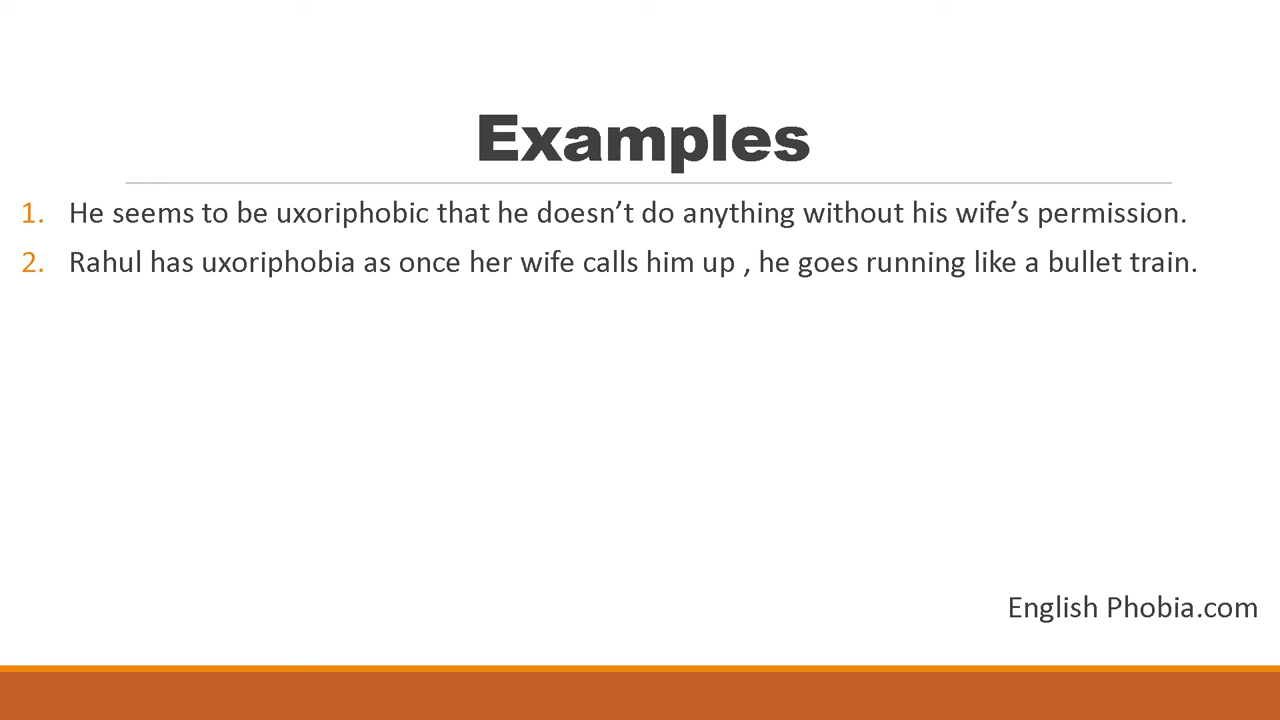 Examples
1. He seems to be uxoriphobic that he doesn’t do anything without his wife’s permission.
2. Rahul has uxoriphobia as once her wife calls him up , he goes running like a bullet train.
English Phobia.com